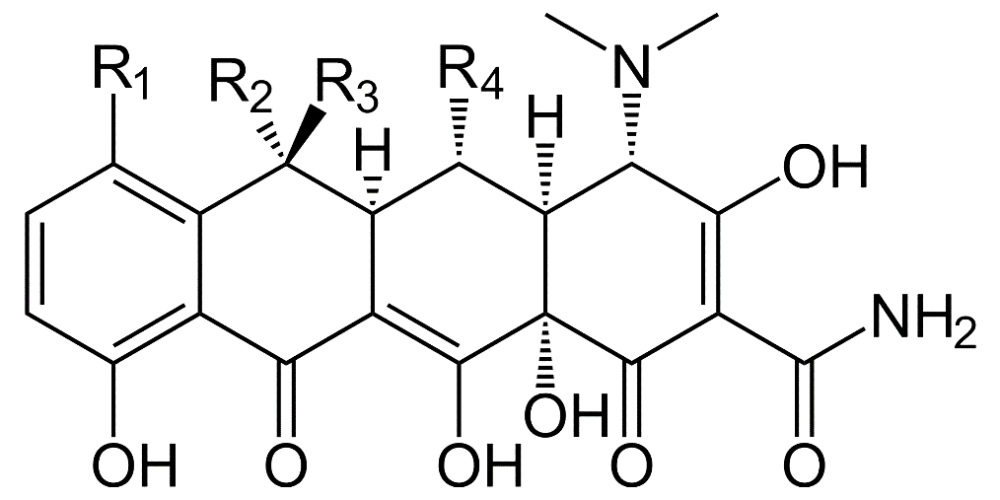 R1 R2 R3 R4 N
H H
OH
NH2
OH
OH O OH O O